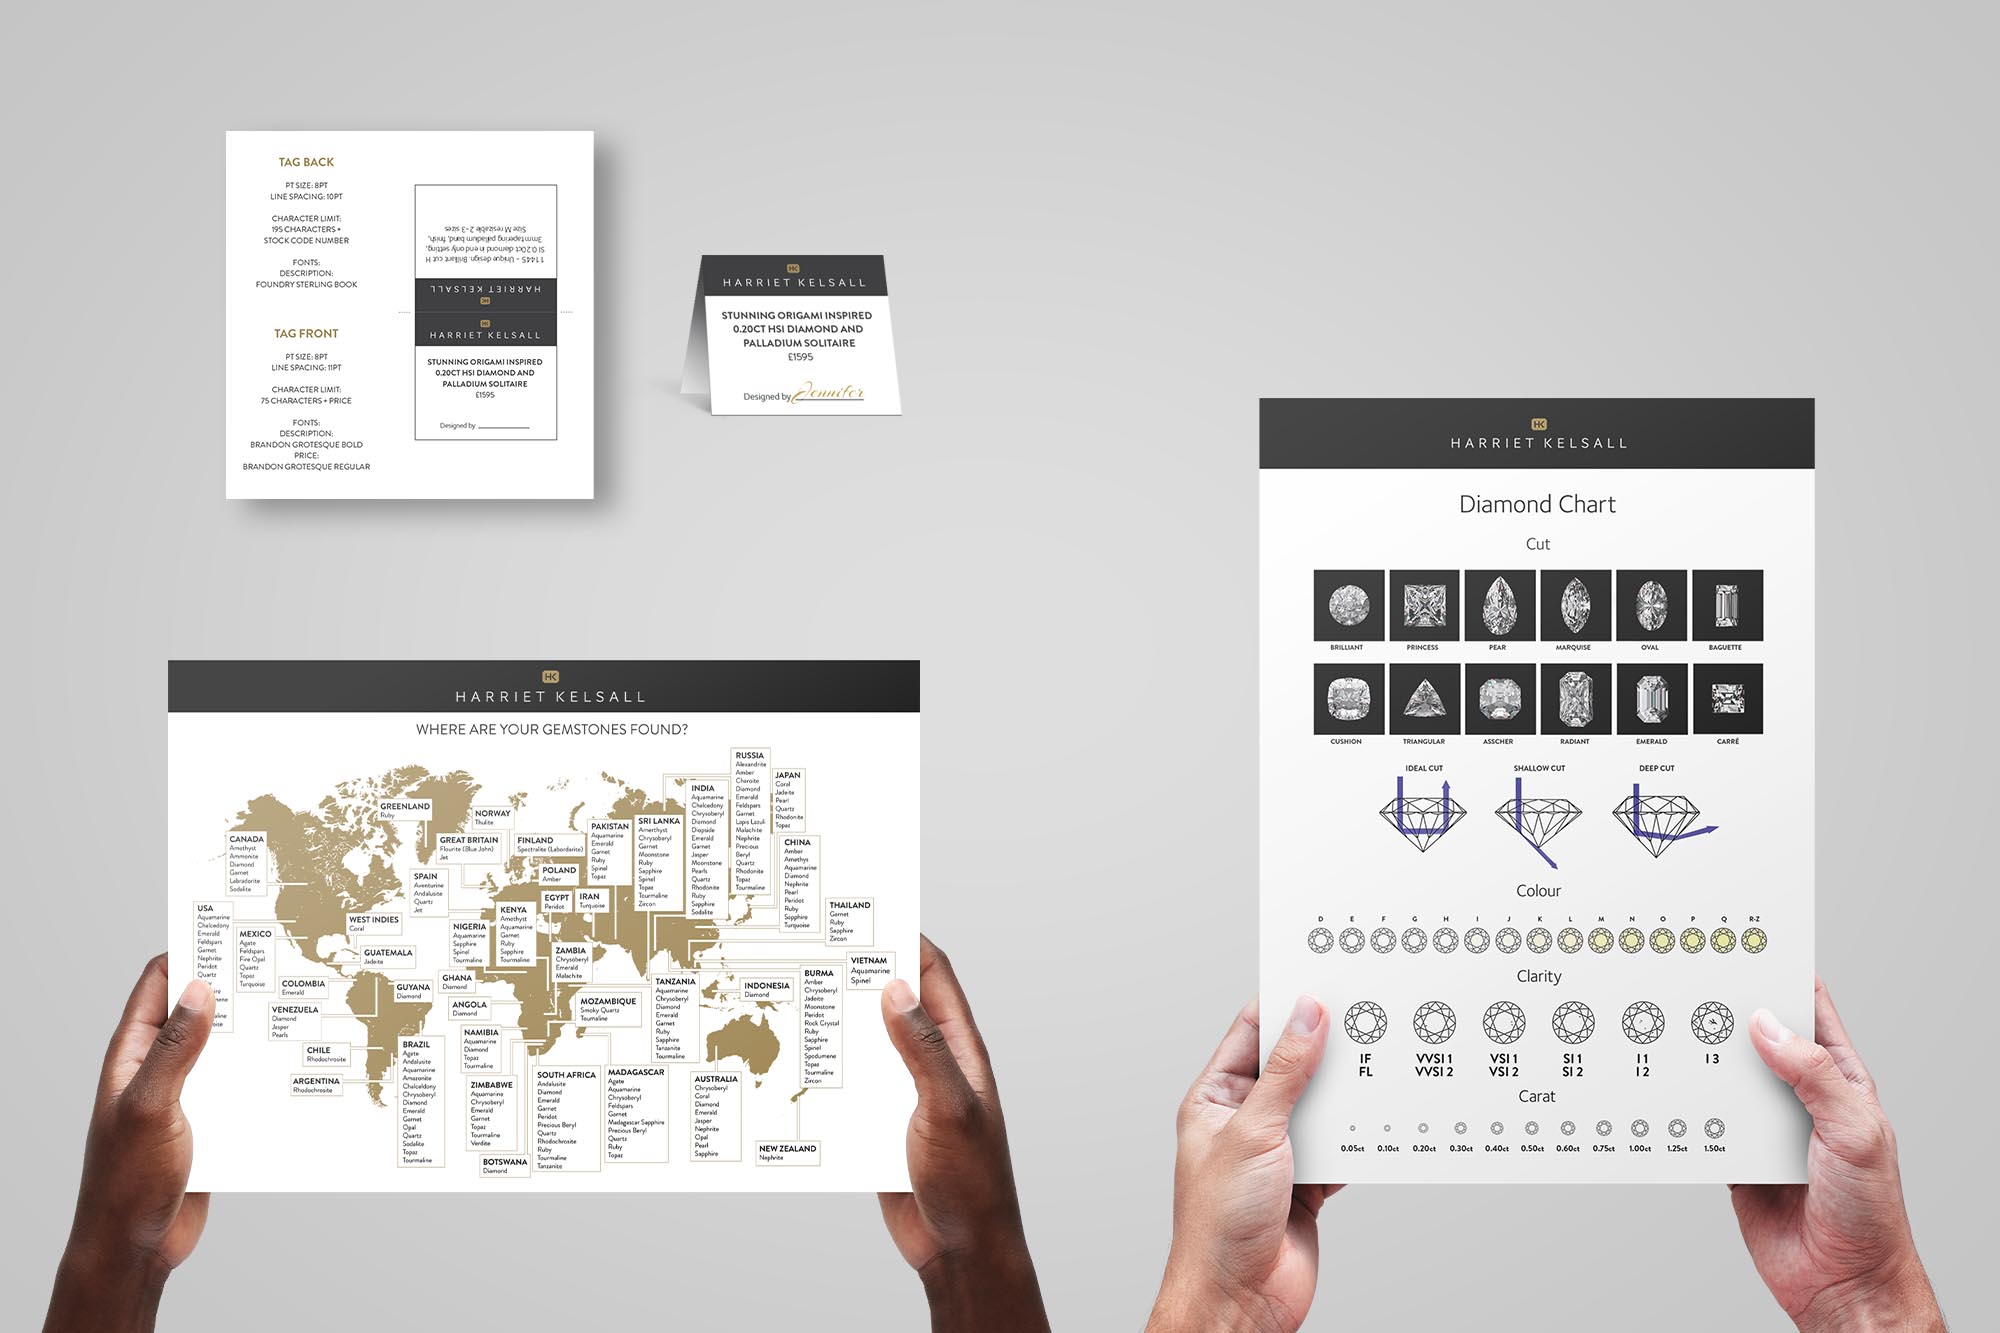 TAG BACK
PT SIZE: 8PT
LINE SPACING: 10PT
CHARACTER LIMIT:
195 CHARACTERS +
STOCK CODE NUMBER
FONTS:
DESCRIPTION:
FOUNDRY STERLING BOOK
TAG FRONT
PT SIZE: 8PT
LINE SPACING: 11PT
CHARACTER LIMIT:
75 CHARACTERS + PRICE
FONTS:
DESCRIPTION:
BRANDON GROTESQUE BOLD
PRICE:
BRANDON GROTESQUE REGULAR
11445 - Unique design. Brilliant cut H
SI 0.20ct diamond in end only setting,
3mm tapering palladium band, finish,
Size M resizable 2-3 sizes
HK
HARRIET KELSALL
HK
HARRIET KELSALL
STUNNING ORIGAMI INSPIRED
0.20CT HSI DIAMOND AND
PALLADIUM SOLITAIRE
£1595
Designed by
HK
HARRIET KELSALL
STUNNING ORIGAMI INSPIRED
0.20CT HSI DIAMOND AND
PALLADIUM SOLITAIRE
£1595
Designed by Jennifer
HK
HARRIET KELSALL
WHERE ARE YOUR GEMSTONES FOUND?
GREENLAND
Ruby
NORWAY
Thulite
CANADA
Amethyst
Ammonite
Diamond
Garnet
Labradorite
Sodalite
GREAT BRITAIN
Flourite (Blue John)
Jet
FINLAND
Spectralite (Labordarite)
POLAND
Amber
SPAIN
Aventurine
Andalusite
Quartz
Jet
PAKISTAN
Aquamarine
Emerald
Garnet
Ruby
Spinel
Topaz
SRI LANKA
Amerthyst
Chrysoberyl
Garnet
Moonstone
Ruby
Sapphire
Spinel
Topaz
Tourmaline
Zircon
INDIA
Aquamarine
Chalcedony
Chrysoberyl
Diamond
Diopside
Emerald
Garnet
Jasper
Moonstone
Pearls
Quartz
Rhodonite
Ruby
Sapphire
Sodalite
RUSSIA
Alexandrite
Amber
Charoite
Diamond
Emerald
Feldspars
Garnet
Lapis Lazuli
Malachite
Nephrite
Precious
Beryl
Quartz
Rhodonite
Topaz
Tourmaline
JAPAN
Coral
Jadeite
Pearl
Quartz
Rhodonite
Topaz
CHINA
Amber
Amethys
Aquamarine
Diamond
Nephrite
Pearl
Peridot
Ruby
Sapphire
Turquoise
EGYPT
Peridot
IRAN
Turquoise
USA
Aquamarine
Chalcedony
Emerald
Feldspars
Garnet
Nephrite
Peridot
Quartz
MEXICO
Agate
Feldspars
Fire Opal
Quartz
Topaz
Turquoise
WEST INDIES
Coral
GUATEMALA
Jadeite
NIGERIA
Aquamarine
Sapphire
Spinel
Tourmaline
KENYA
Amethyst
Aquamarine
Garnet
Ruby
Sapphire
Tourmaline
ZAMBIA
Chrysoberyl
Emerald
Malachite
THAILAND
Garnet
Ruby
Sapphire
Zircon
VIETNAM
Aquamarine
Spinel
COLOMBIA
Emerald
GUYANA
Diamond
GHANA
Diamond
ANGOLA
Diamond
MOZAMBIQUE
Smoky Quartz
Tourmaline
TANZANIA
Aquamarine
Chrysoberyl
Diamond
Emerald
Garnet
Ruby
Sapphire
Tanzanite
Tourmaline
INDONESIA
Diamond
BURMA
Amber
Chrysoberyl
Jadeite
Moonstone
Peridot
Rock Crystal
Ruby
Sapphire
Spinel
Spodumene
Topaz
Tourmaline
Zircon
VENEZUELA
Diamond
Jasper
Pearls
CHILE
Rhodochrosite
ARGENTINA
Rhodochrosite
BRAZIL
Agate
Andalusite
Aquamarine
Amazonite
Chalceldony
Chrysoberyl
Diamond
Emerald
Garnet
Opal
Quartz
Sodalite
Topaz
Tourmaline
NAMIBIA
Aquamarine
Diamond
Topaz
Tourmaline
ZIMBABWE
Aquamarine
Chrysoberyl
Emerald
Garnet
Topaz
Tourmaline
Verdite
BOTSWANA
Diamond
SOUTH AFRICA
Andalusite
Diamond
Emerald
Garnet
Peridot
Precious Beryl
Quartz
Rhodochrosite
Ruby
Tourmaline
Tanzanite
MADAGASCAR
Agate
Aquamarine
Chrysoberyl
Feldspars
Garnet
Madagascar Sapphire
Precious Beryl
Quartz
Ruby
Topaz
AUSTRALIA
Chrysoberyl
Coral
Diamond
Emerald
Jasper
Nephrite
Opal
Pearl
Sapphire
NEW ZEALAND
Nephrite
HK
HARRIET KELSALL
Diamond Chart
Cut
BRILLIANT PRINCESS PEAR MARQUISE OVAL BAGUETTE
CUSHION TRIANGULAR ASSCHER RADIANT EMERALD CARRÉ
IDEAL CUT SHALLOW CUT DEEP CUT
Colour
D E F G H I J K L M N O P Q R-Z
Clarity
IF VVSI 1 VSI 1 SI 1 I 1 I 3
FL VVSI 2 VSI 2 SI 2 I 2
Carat
0.05ct 0.10ct 0.20ct 0.30ct 0.40ct 0.50ct 0.60ct 0.75ct 1.00ct 1.25ct 1.50ct